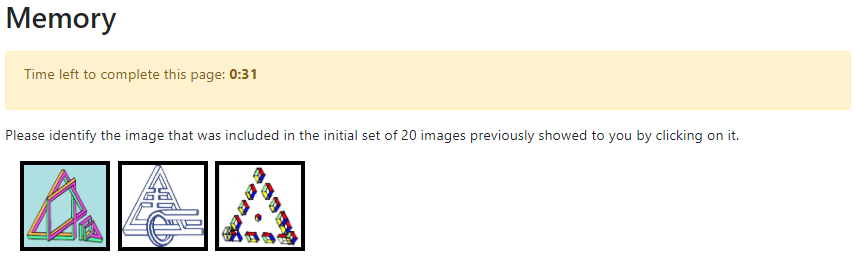 Memory
Time left to complete this page: 0:31
Please identify the image that was included in the initial set of 20 images previously showed to you by clicking on it.